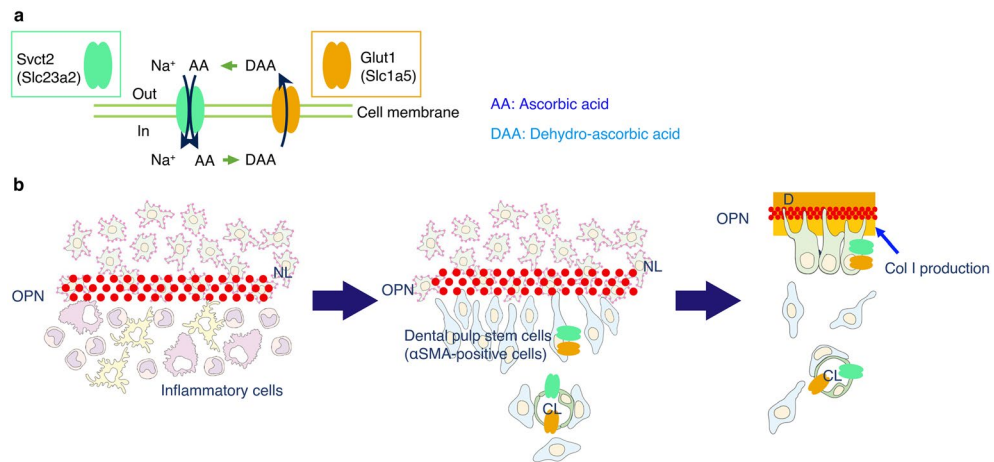 a
Svct2
(Slc23a2)
Na⁺ AA DAA
Glut1
(Slc1a5)
Out
Cell membrane
In
Na⁺ AA DAA
AA: Ascorbic acid
DAA: Dehydro-ascorbic acid
b
OPN
NL
Inflammatory cells
OPN
NL
Dental pulp stem cells
(αSMA-positive cells)
CL
D
OPN
Col I production
CL